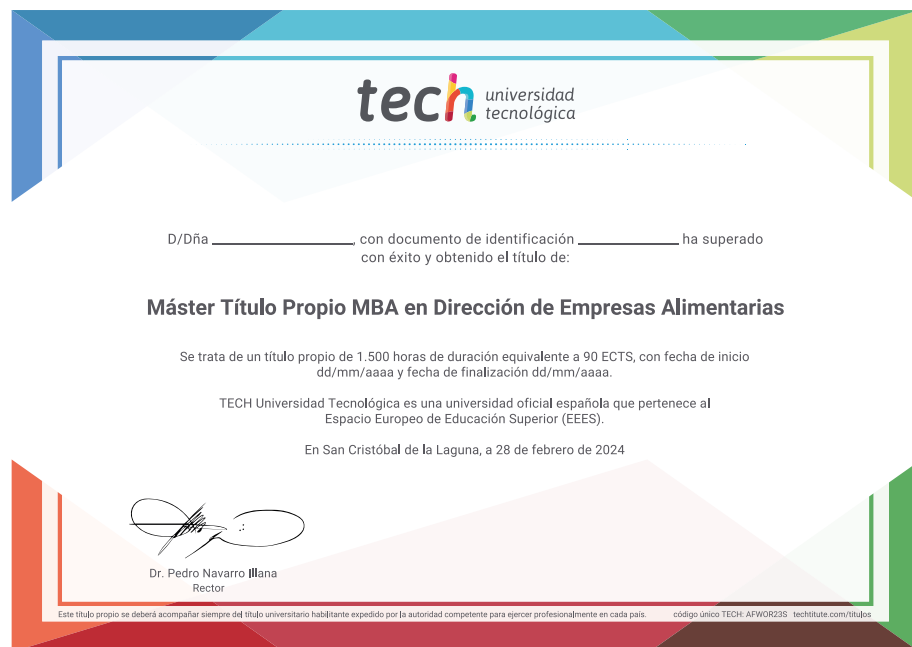 tech universidad
tecnológica
D/Dña ______________, con documento de identificación ______________ ha superado
con éxito y obtenido el título de:
Máster Título Propio MBA en Dirección de Empresas Alimentarias
Se trata de un título propio de 1.500 horas de duración equivalente a 90 ECTS, con fecha de inicio
dd/mm/aaaa y fecha de finalización dd/mm/aaaa.
TECH Universidad Tecnológica es una universidad oficial española que pertenece al
Espacio Europeo de Educación Superior (EEES).
En San Cristóbal de la Laguna, a 28 de febrero de 2024
Dr. Pedro Navarro Illana
Rector
Este título propio se deberá acompañar siempre del título universitario habilitante expedido por la autoridad competente para ejercer profesionalmente en cada país. código único TECH: AFWOR23S techtitute.com/titulos